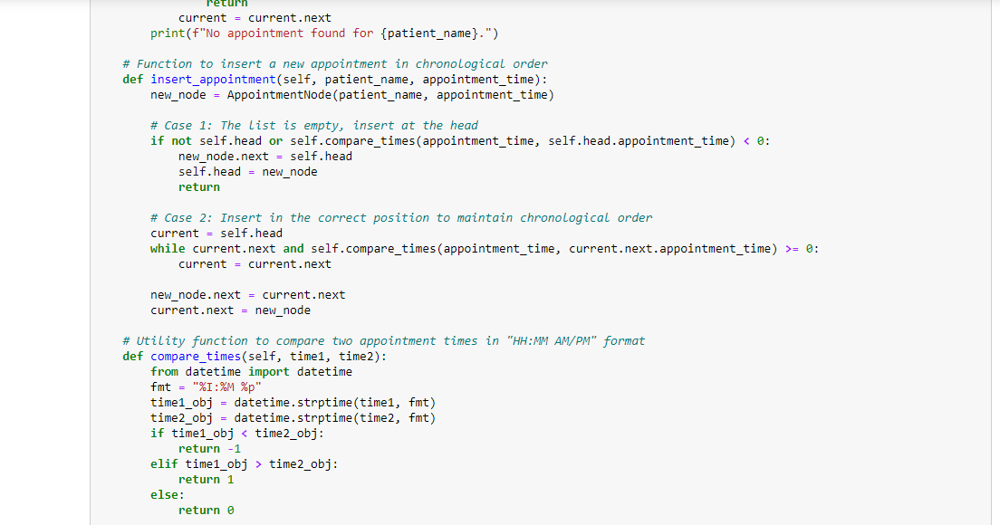 return
current = current.next
print(f"No appointment found for {patient_name}.")
# Function to insert a new appointment in chronological order
def insert_appointment(self, patient_name, appointment_time):
new_node = AppointmentNode(patient_name, appointment_time)
# Case 1: The list is empty, insert at the head
if not self.head or self.compare_times(appointment_time, self.head.appointment_time) < 0:
new_node.next = self.head
self.head = new_node
return
# Case 2: Insert in the correct position to maintain chronological order
current = self.head
while current.next and self.compare_times(appointment_time, current.next.appointment_time) >= 0:
current = current.next
new_node.next = current.next
current.next = new_node
# Utility function to compare two appointment times in "HH:MM AM/PM" format
def compare_times(self, time1, time2):
from datetime import datetime
fmt = "%I:%M %p"
time1_obj = datetime.strptime(time1, fmt)
time2_obj = datetime.strptime(time2, fmt)
if time1_obj < time2_obj:
return -1
elif time1_obj > time2_obj:
return 1
else:
return 0